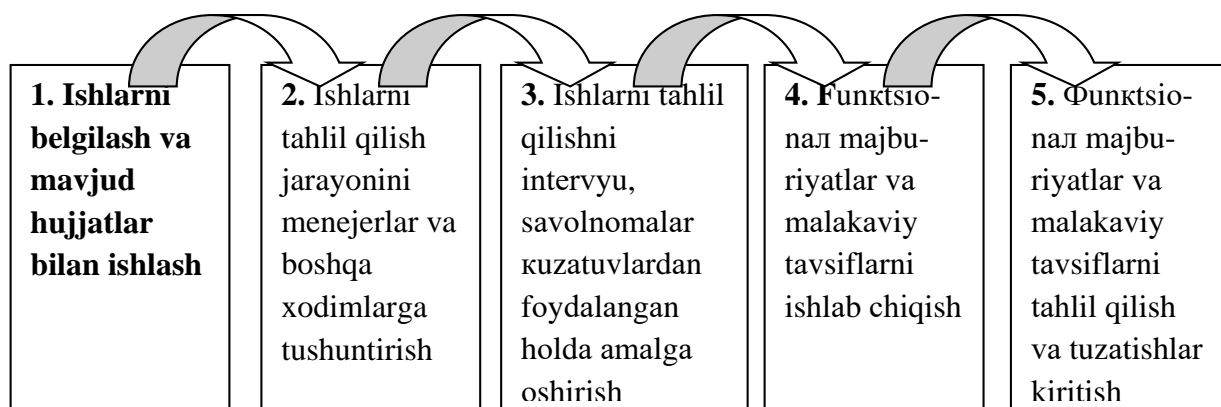 1. Ishlarni
belgilash va
mavjud
hujjatlar
bilan ishlash
2. Ishlarni
tahlil qilish
jarayonini
menejerlar va
boshqa
xodimlarga
tushuntirish
3. Ishlarni tahlil
qilishni
intervyu,
savolnomalar
кuzatuvlardan
foydalangan
holda amalga
oshirish
4. Funкtsio-
naл majbu-
riyatlar va
malakaviy
tavsiflarni
ishlab chiqish
5. Фunкtsio-
naл majbu-
riyatlar va
malakaviy
tavsiflarni
tahlil qilish
va tuzatishlar
kiritish